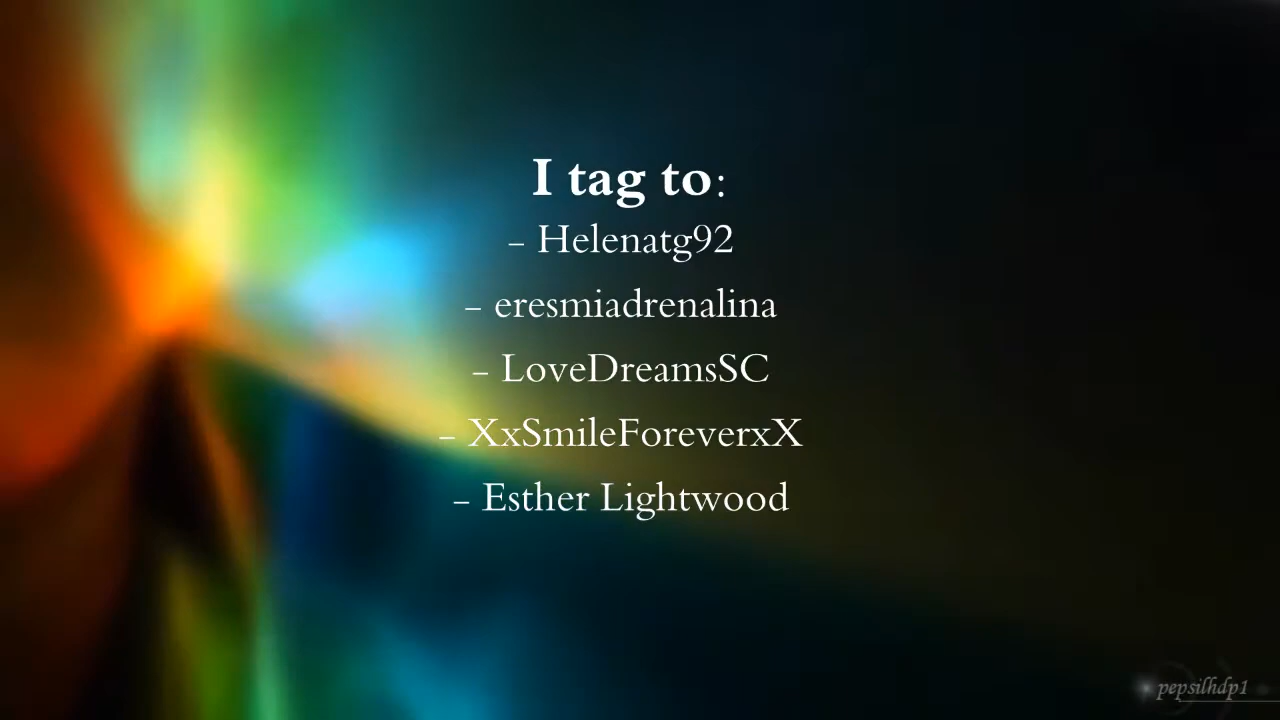 I tag to:
– Helenatg92
– eresmiadrenalina
– LoveDreamsSC
– XxSmileForeverxX
– Esther Lightwood
pepsilhdp1